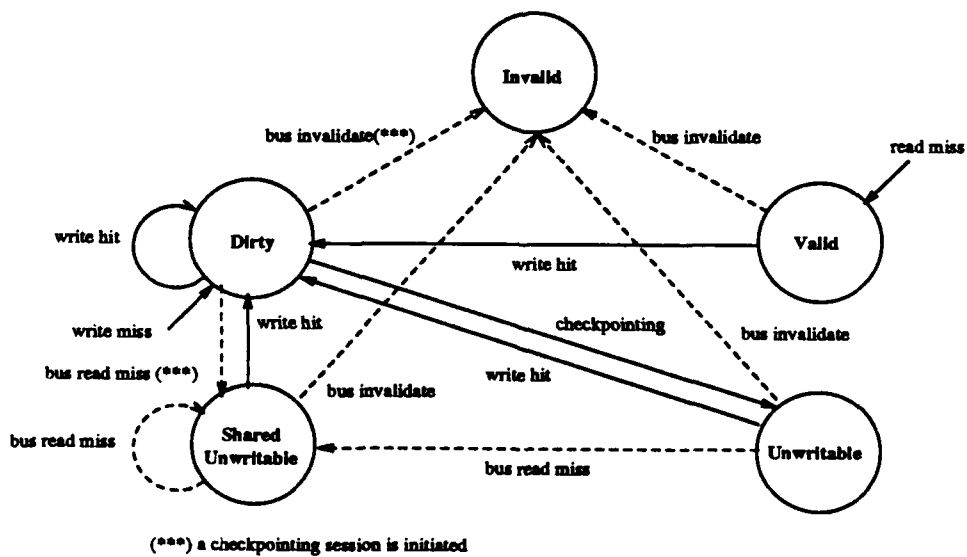 Invalid
bus invalidate(***)
bus invalidate
read miss
write hit
Dirty
Valid
write hit
write miss
write hit
checkpointing
bus invalidate
bus read miss (***)
write hit
bus invalidate
bus read miss
Shared
Unwritable
Unwritable
bus read miss
(***) a checkpointing session is initiated